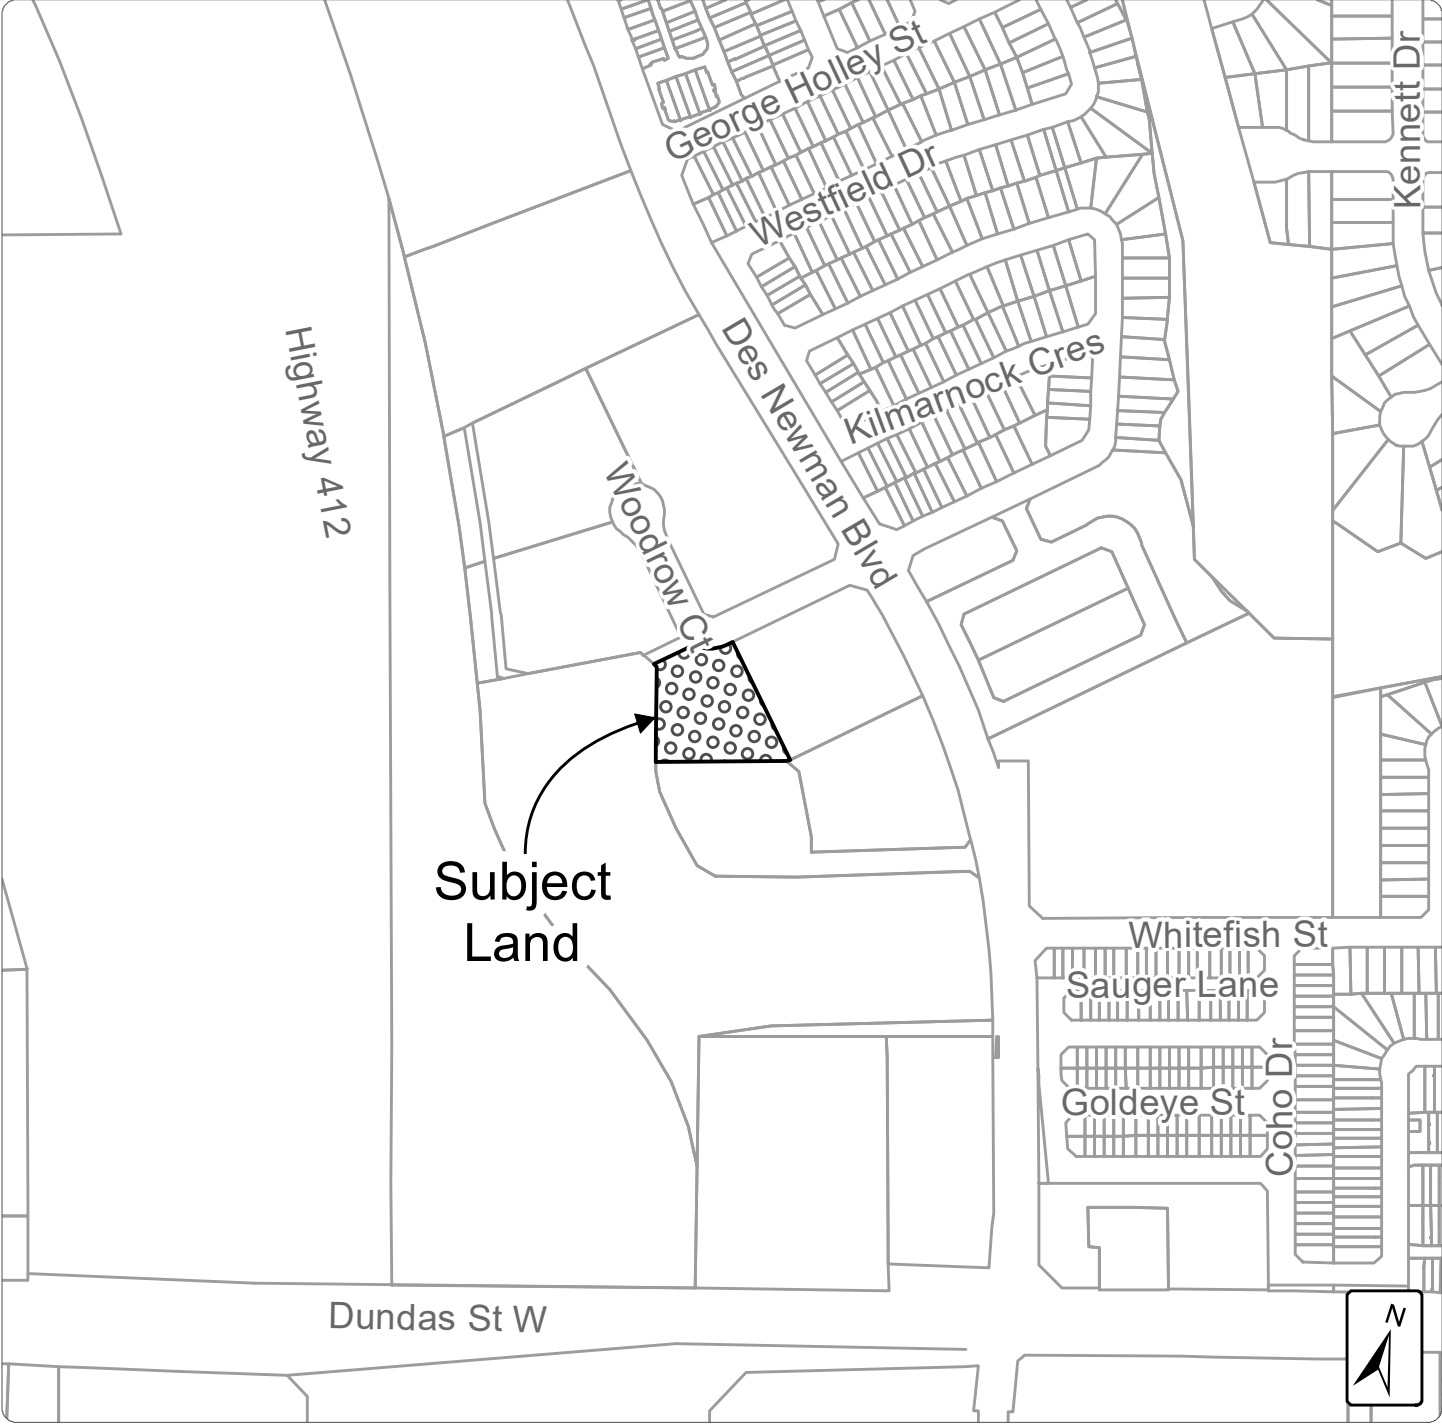 George Holley St
Kennett Dr
Westfield Dr
Highway 412
Des Newman Blvd
Kilmarnock Cres
Woodrow Ct
Subject
Land
Whitefish St
Sauger Lane
Coho Dr
Goldeye St
Dundas St W
N